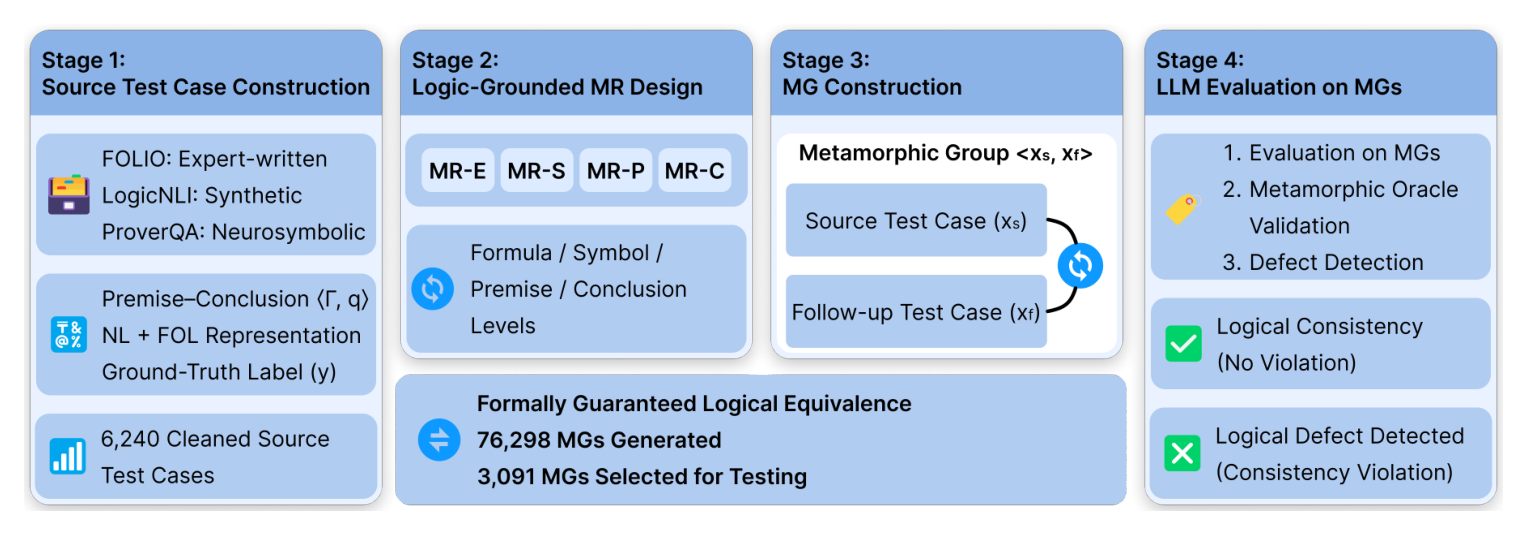 Stage 1:
Source Test Case Construction
FOLIO: Expert-written
LogicNLI: Synthetic
ProverQA: Neurosymbolic
Premise–Conclusion ⟨Γ, q⟩
NL + FOL Representation
Ground-Truth Label (y)
6,240 Cleaned Source
Test Cases
Stage 2:
Logic-Grounded MR Design
MR-E MR-S MR-P MR-C
Formula / Symbol /
Premise / Conclusion
Levels
Stage 3:
MG Construction
Metamorphic Group <xs, xf>
Source Test Case (xs)
Follow-up Test Case (xf)
Formally Guaranteed Logical Equivalence
76,298 MGs Generated
3,091 MGs Selected for Testing
Stage 4:
LLM Evaluation on MGs
1. Evaluation on MGs
2. Metamorphic Oracle
Validation
3. Defect Detection
Logical Consistency
(No Violation)
Logical Defect Detected
(Consistency Violation)